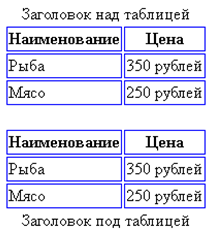 Заголовок над таблицей
Наименование Цена
Рыба 350 рублей
Мясо 250 рублей
Наименование Цена
Рыба 350 рублей
Мясо 250 рублей
Заголовок под таблицей